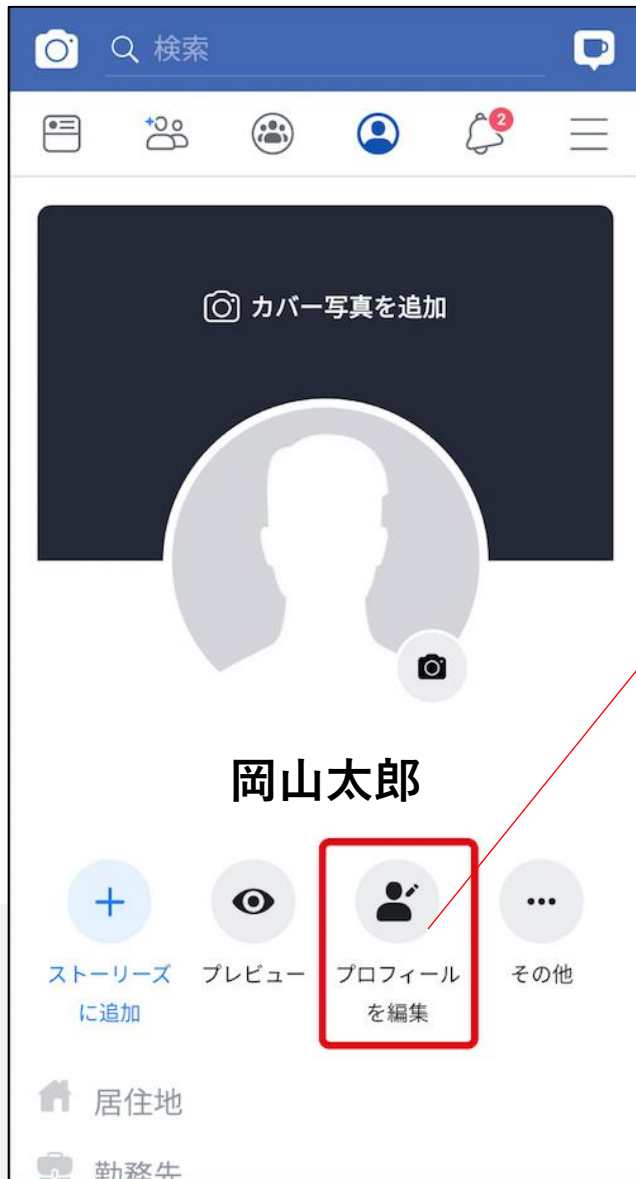 検索
2
カバー写真を追加
岡山太郎
ストーリーズ
に追加
プレビュー
プロフィール
を編集
その他
居住地
勤務先